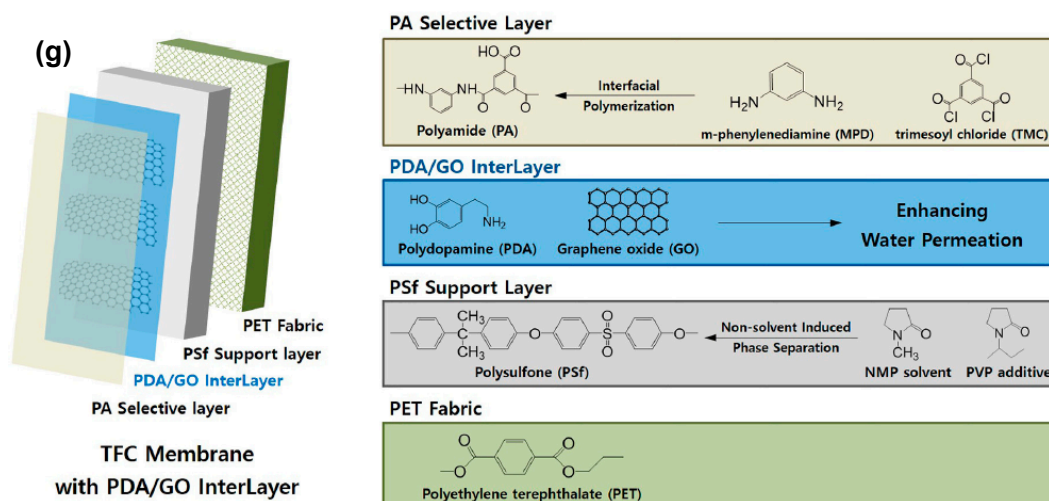 (g)
PET Fabric
PSf Support layer
PDA/GO InterLayer
PA Selective layer
TFC Membrane
with PDA/GO InterLayer
PA Selective Layer
HO
O
HN
NH
O
O
Polyamide (PA)
Interfacial
Polymerization
H₂N
NH₂
m-phenylenediamine (MPD)
O
Cl
O
Cl
Cl
O
trimesoyl chloride (TMC)
PDA/GO InterLayer
HO
HO
NH₂
Polydopamine (PDA)
Graphene oxide (GO)
Enhancing
Water Permeation
PSf Support Layer
CH₃
C
CH₃
O
O
S
O
O
Polysulfone (PSf)
Non-solvent Induced
Phase Separation
N
O
CH₃
NMP solvent
N
O
PVP additive
PET Fabric
O
O
O
O
Polyethylene terephthalate (PET)